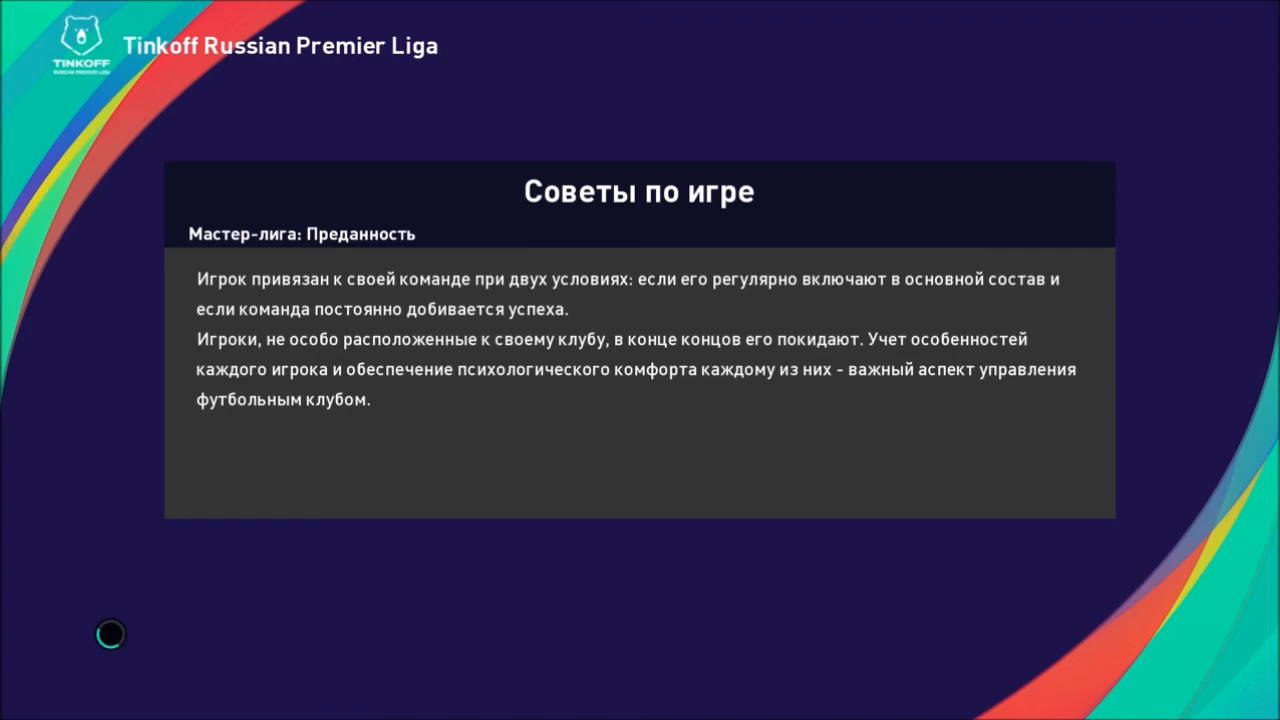 Tinkoff Russian Premier Liga
TINKOFF
RUSSIAN PREMIER LIGA
Советы по игре
Мастер-лига: Преданность
Игрок привязан к своей команде при двух условиях: если его регулярно включают в основной состав и
если команда постоянно добивается успеха.
Игроки, не особо расположенные к своему клубу, в конце концов его покидают. Учет особенностей
каждого игрока и обеспечение психологического комфорта каждому из них - важный аспект управления
футбольным клубом.